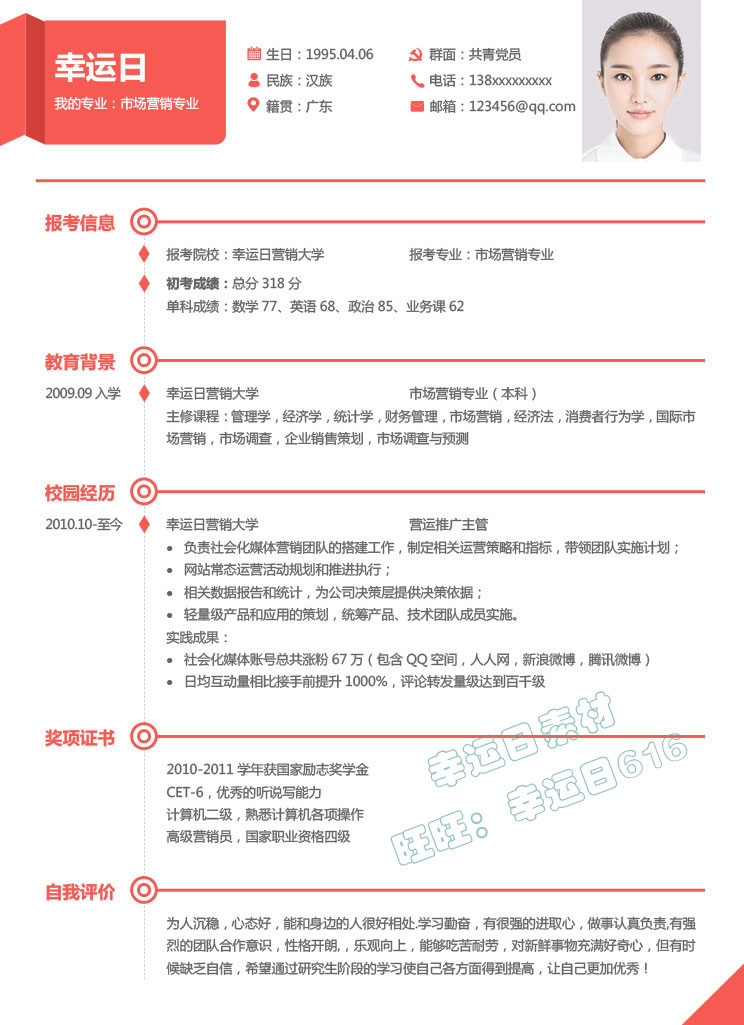 幸运日
我的专业：市场营销专业
生日：1995.04.06
群面：共青党员
民族：汉族
电话：138xxxxxxxxx
籍贯：广东
邮箱：123456@qq.com
报考信息
报考院校：幸运日营销大学 报考专业：市场营销专业
初考成绩：总分 318 分
单科成绩：数学 77、英语 68、政治 85、业务课 62
教育背景
2009.09 入学 幸运日营销大学 市场营销专业（本科）
主修课程：管理学，经济学，统计学，财务管理，市场营销，经济法，消费者行为学，国际市
场营销，市场调查，企业销售策划，市场调查与预测
校园经历
2010.10-至今 幸运日营销大学 营运推广主管
● 负责社会化媒体营销团队的搭建工作，制定相关运营策略和指标，带领团队实施计划；
● 网站常态运营活动规划和推进执行；
● 相关数据报告和统计，为公司决策层提供决策依据；
● 轻量级产品和应用的策划，统筹产品、技术团队成员实施。
实践成果：
● 社会化媒体账号总共涨粉 67 万（包含 QQ 空间，人人网，新浪微博，腾讯微博）
● 日均互动量相比接手前提升 1000%，评论转发量级达到百千级
奖项证书
2010-2011 学年获国家励志奖学金
CET-6，优秀的听说写能力
计算机二级，熟悉计算机各项操作
高级营销员，国家职业资格四级
幸运日素材
旺旺：幸运日616
自我评价
为人沉稳，心态好，能和身边的人很好相处.学习勤奋，有很强的进取心，做事认真负责,有强
烈的团队合作意识，性格开朗,，乐观向上，能够吃苦耐劳，对新鲜事物充满好奇心，但有时
候缺乏自信，希望通过研究生阶段的学习使自己各方面得到提高，让自己更加优秀！